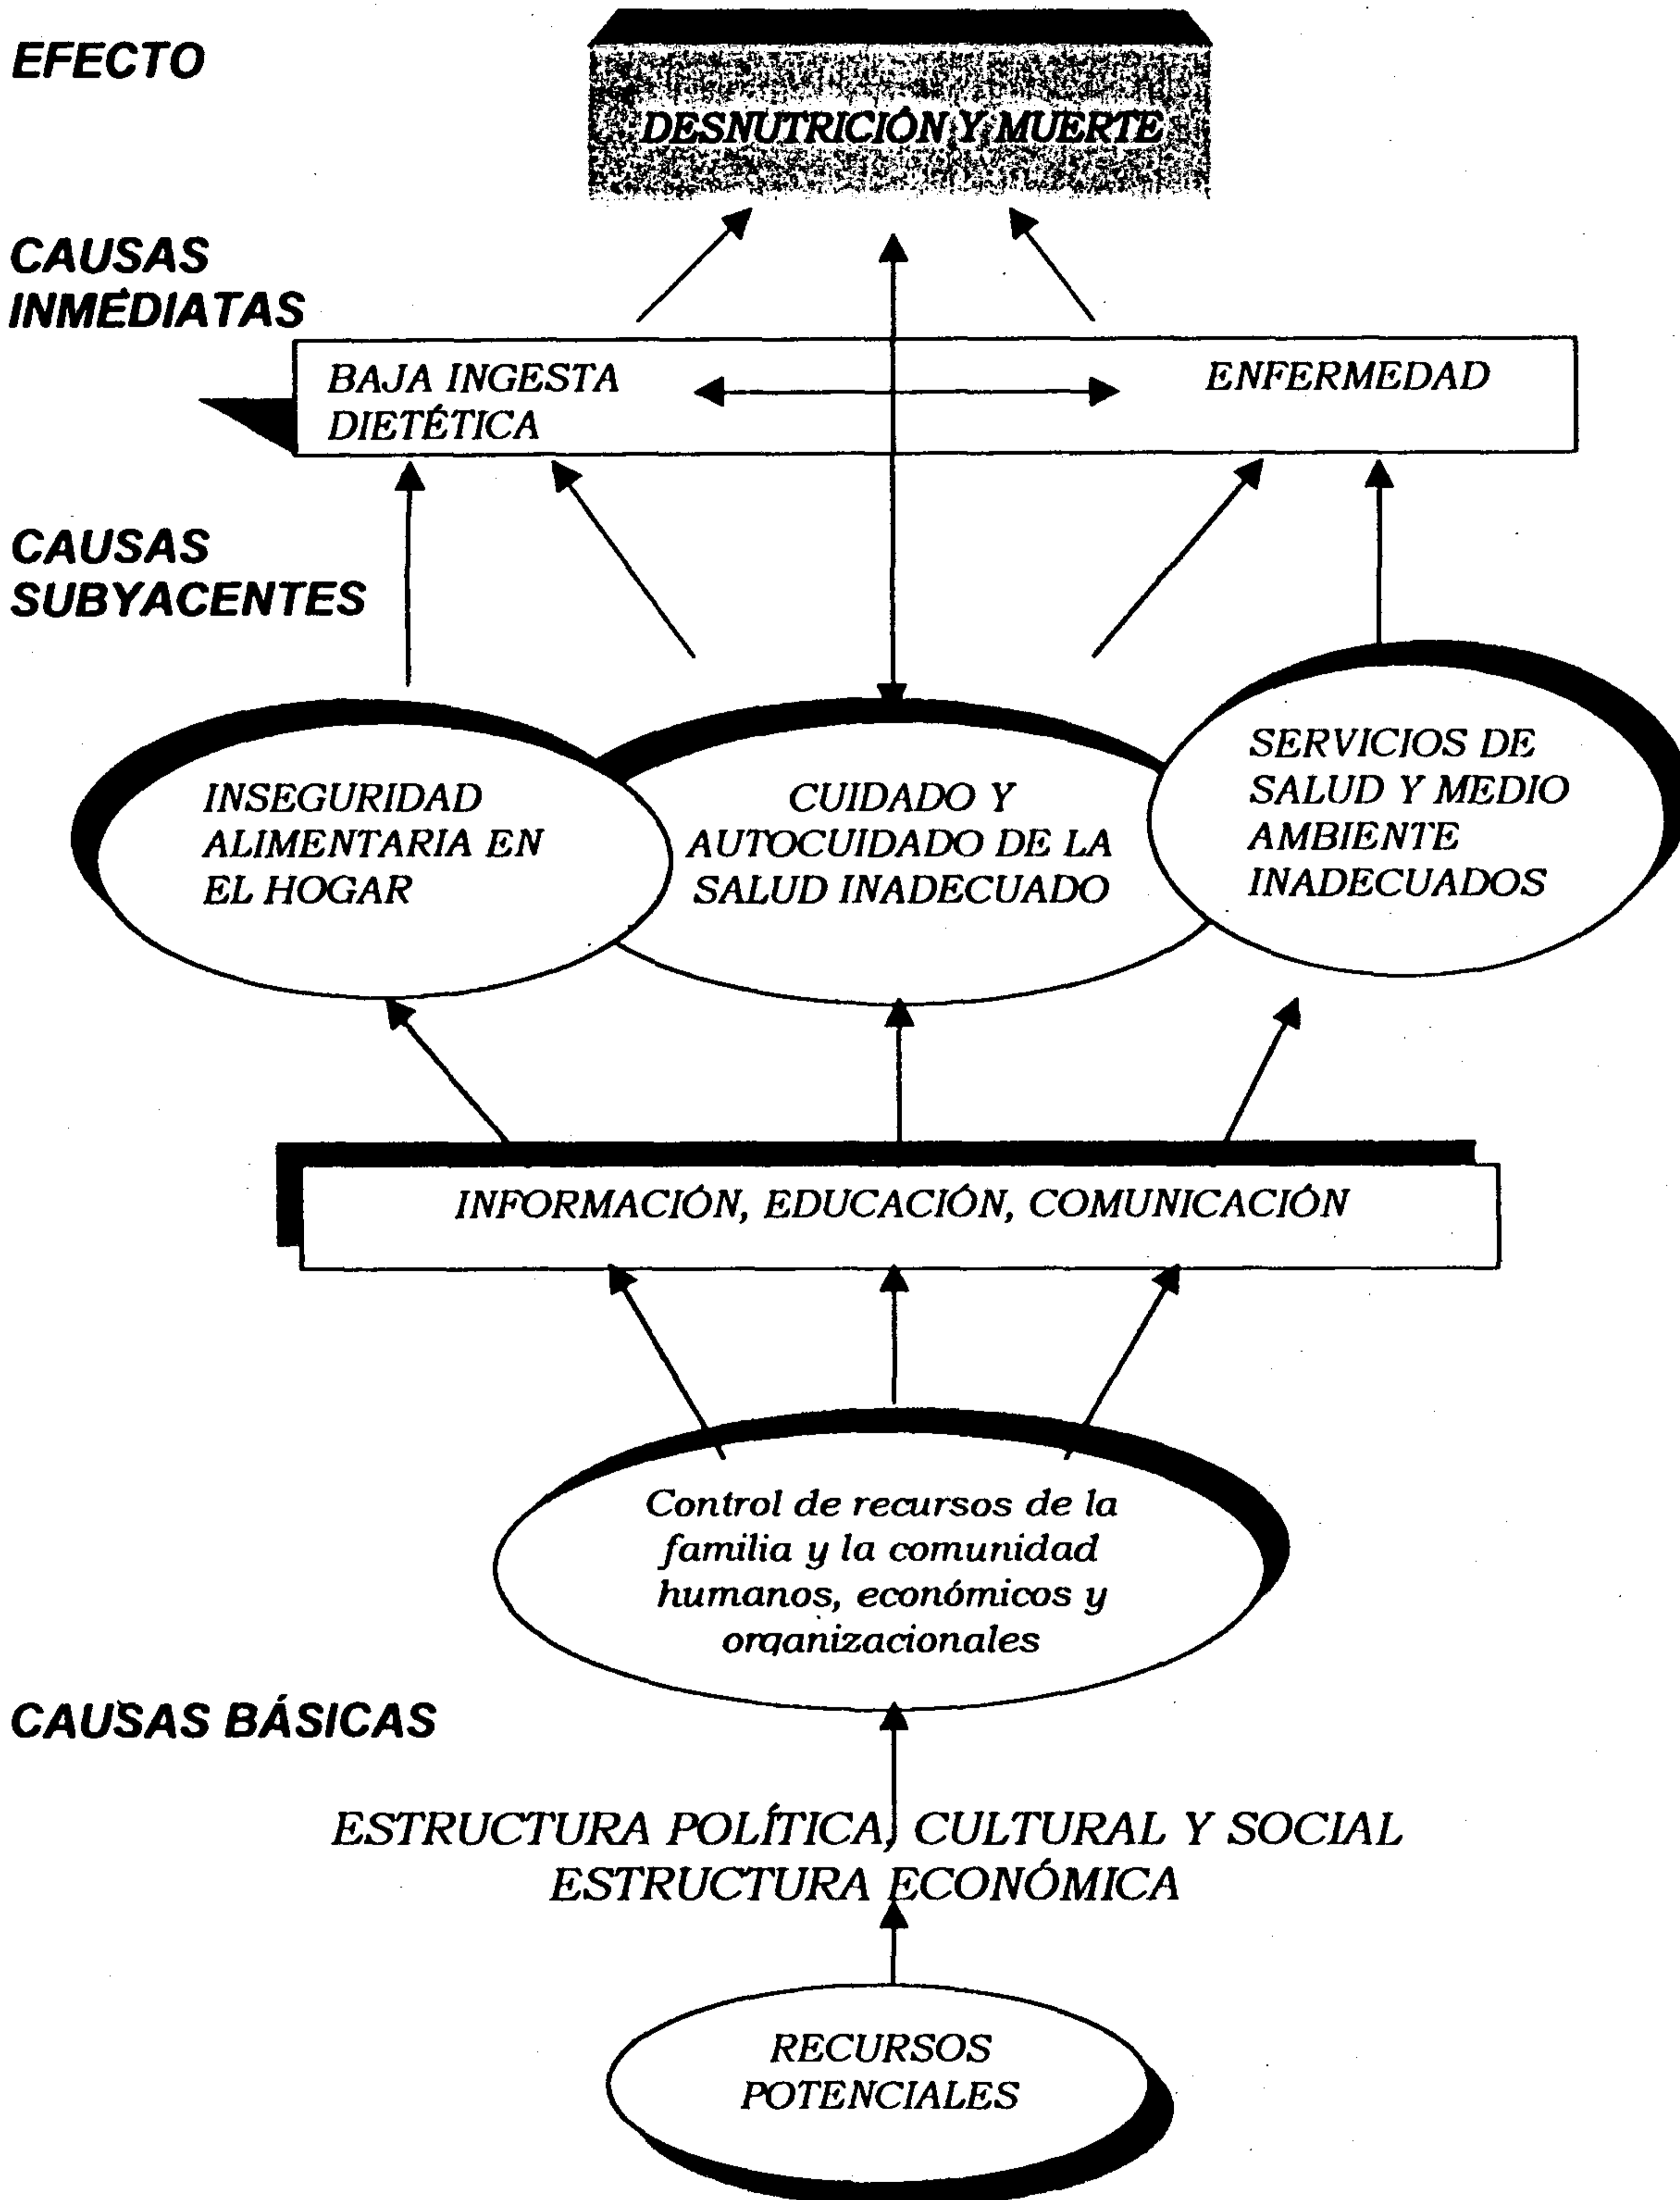 EFECTO
DESNUTRICIÓN Y MUERTE
CAUSAS
INMEDIATAS
BAJA INGESTA
DIETÉTICA
ENFERMEDAD
CAUSAS
SUBYACENTES
INSEGURIDAD
ALIMENTARIA EN
EL HOGAR
CUIDADO Y
AUTOCUIDADO DE LA
SALUD INADECUADO
SERVICIOS DE
SALUD Y MEDIO
AMBIENTE
INADECUADOS
INFORMACIÓN, EDUCACIÓN, COMUNICACIÓN
Control de recursos de la
familia y la comunidad
humanos, económicos y
organizacionales
CAUSAS BÁSICAS
ESTRUCTURA POLÍTICA, CULTURAL Y SOCIAL
ESTRUCTURA ECONÓMICA
RECURSOS
POTENCIALES